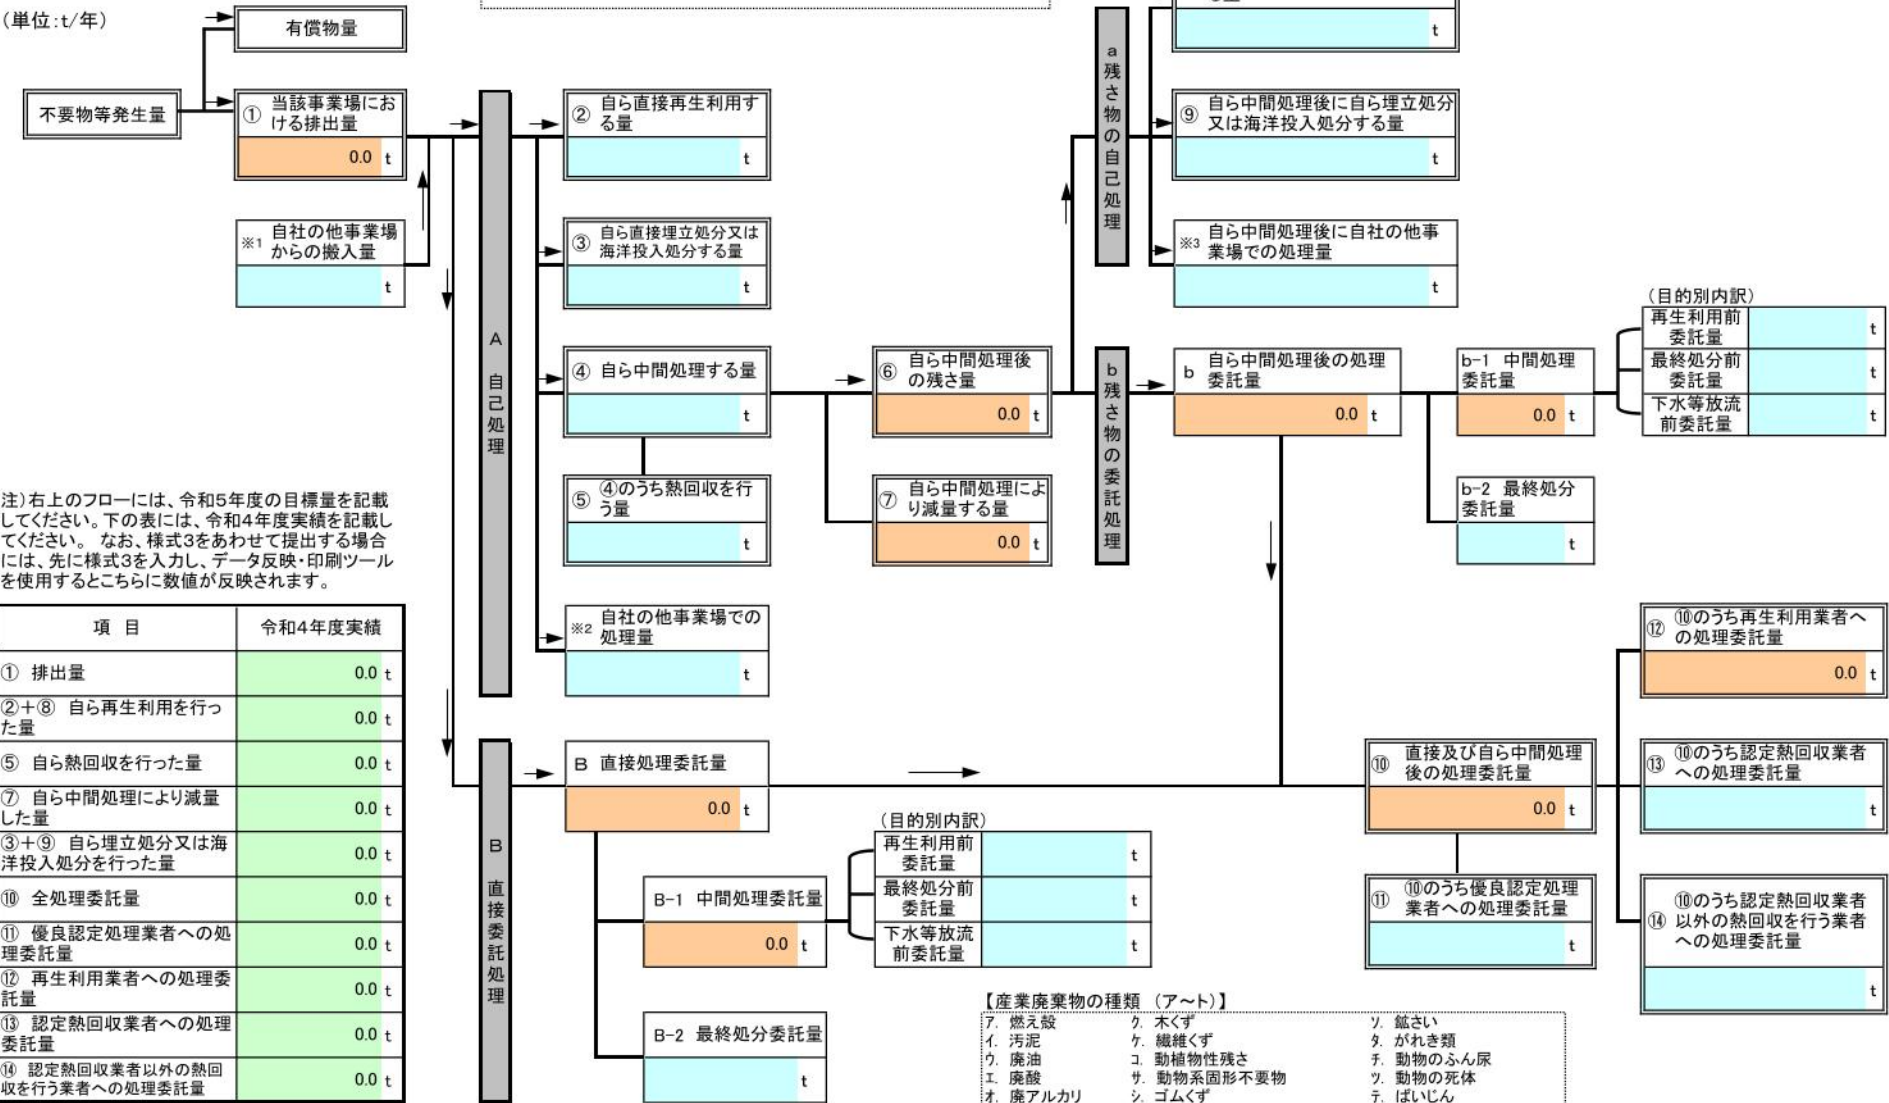 (単位:t/年)
有償物量
不要物等発生量
① 当該事業場にお
ける排出量
0.0 t
※1 自社の他事業場
からの搬入量
t
A 自己処理
② 自ら直接再生利用す
る量
t
③ 自ら直接埋立処分又は
海洋投入処分する量
t
④ 自ら中間処理する量
t
⑤ ④のうち熱回収を行
う量
t
※2 自社の他事業場での
処理量
t
⑥ 自ら中間処理後
の残さ量
0.0 t
⑦ 自ら中間処理によ
り減量する量
0.0 t
a 残さ物の自己処理
t
⑨ 自ら中間処理後に自ら埋立処分
又は海洋投入処分する量
t
※3 自ら中間処理後に自社の他事
業場での処理量
t
b 残さ物の委託処理
b 自ら中間処理後の処理
委託量
0.0 t
b-1 中間処理
委託量
0.0 t
(目的別内訳)
再生利用前
委託量
t
最終処分前
委託量
t
下水等放流
前委託量
t
b-2 最終処分
委託量
t
注)右上のフローには、令和5年度の目標量を記載
してください。下の表には、令和4年度実績を記載し
てください。 なお、様式3をあわせて提出する場合
には、先に様式3を入力し、データ反映・印刷ツール
を使用するとこちらに数値が反映されます。
項 目 令和4年度実績
① 排出量 0.0 t
②+⑧ 自ら再生利用を行っ
た量 0.0 t
⑤ 自ら熱回収を行った量 0.0 t
⑦ 自ら中間処理により減量
した量 0.0 t
③+⑨ 自ら埋立処分又は海
洋投入処分を行った量 0.0 t
⑩ 全処理委託量 0.0 t
⑪ 優良認定処理業者への処
理委託量 0.0 t
⑫ 再生利用業者への処理委
託量 0.0 t
⑬ 認定熱回収業者への処理
委託量 0.0 t
⑭ 認定熱回収業者以外の熱回
収を行う業者への処理委託量 0.0 t
B 直接委託処理
B 直接処理委託量
0.0 t
B-1 中間処理委託量
0.0 t
(目的別内訳)
再生利用前
委託量
t
最終処分前
委託量
t
下水等放流
前委託量
t
B-2 最終処分委託量
t
⑩ 直接及び自ら中間処理
後の処理委託量
0.0 t
⑪ ⑩のうち優良認定処理
業者への処理委託量
t
⑫ ⑩のうち再生利用業者へ
の処理委託量
0.0 t
⑬ ⑩のうち認定熱回収業者
への処理委託量
t
⑭ ⑩のうち認定熱回収業者
以外の熱回収を行う業者
への処理委託量
t
【産業廃棄物の種類 (ア~ト)】
ア. 燃え殻 ク. 木くず ソ. 鉱さい
イ. 汚泥 ケ. 繊維くず タ. がれき類
ウ. 廃油 コ. 動植物性残さ チ. 動物のふん尿
エ. 廃酸 サ. 動物系固形不要物 ツ. 動物の死体
オ. 廃アルカリ シ. ゴムくず テ. ばいじん